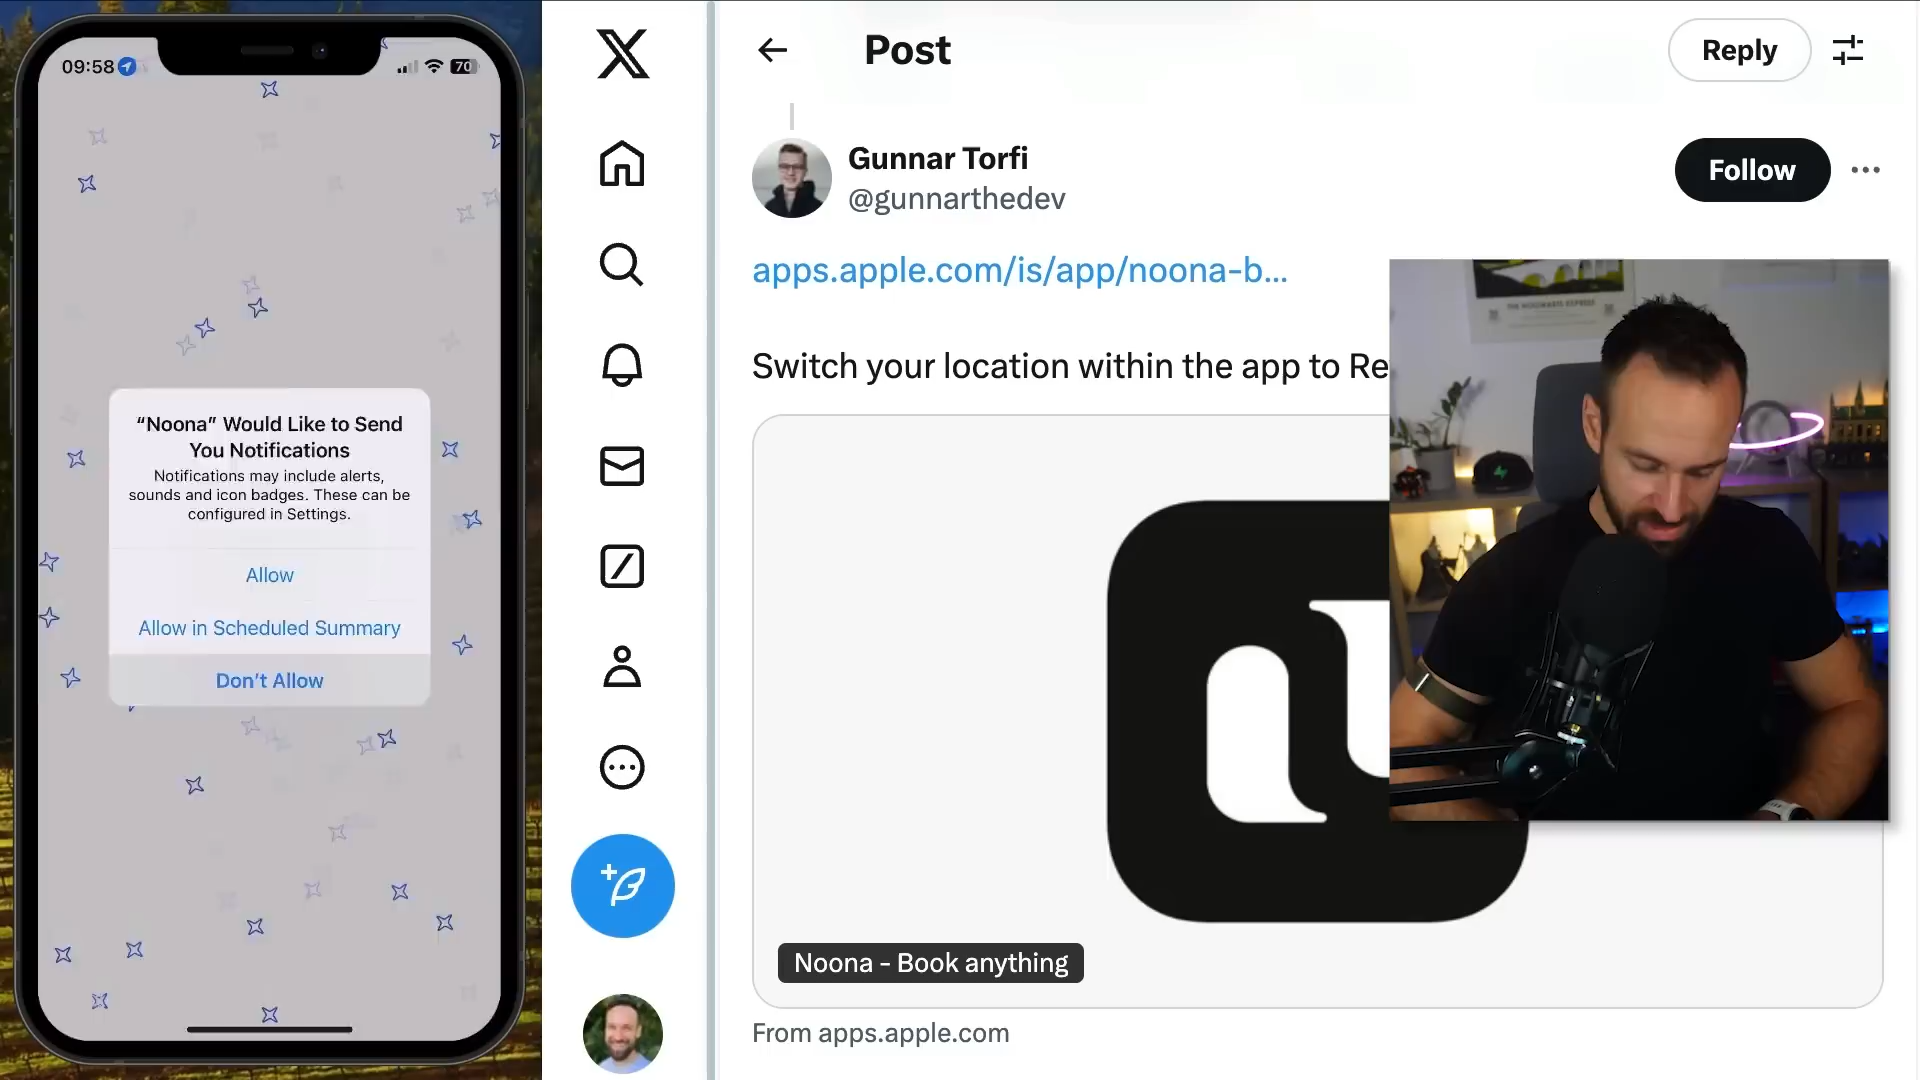 09:58
70
“Noona” Would Like to Send
You Notifications
Notifications may include alerts,
sounds and icon badges. These can be
configured in Settings.
Allow
Allow in Scheduled Summary
Don’t Allow
Post
Reply
Gunnar Torfi
@gunnarthedev
Follow
apps.apple.com/is/app/noona-b...
Switch your location within the app to Re
Noona - Book anything
From apps.apple.com
THE HOGWARTS EXPRESS